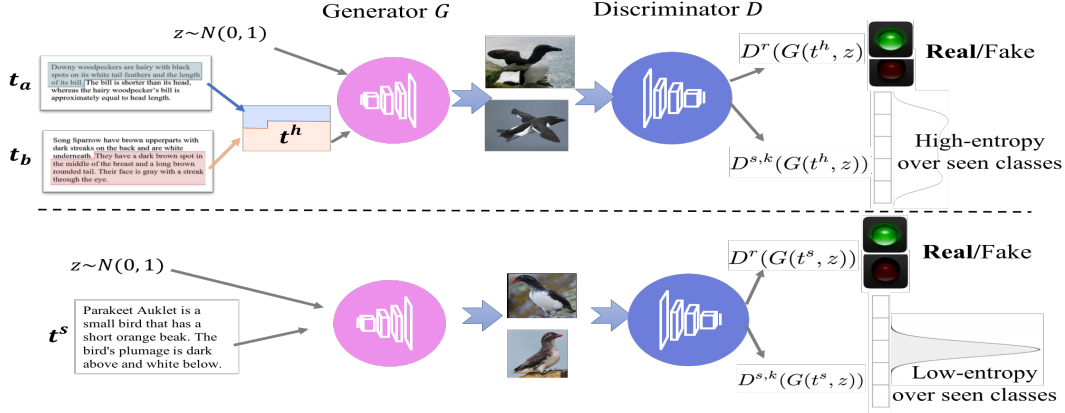 Generator G
Discriminator D
z~N(0, 1)
t_a
Downy woodpeckers are hairy with black
spots on its white tail feathers and the length
of its bill. The bill is shorter than its head,
whereas the hairy woodpecker's bill is
approximately equal to head length.
t^h
t_b
Song Sparrow have brown upperparts with
dark streaks on the back and are white
underneath. They have a dark brown spot in
the middle of the breast and a long brown
rounded tail. Their face is gray with a streak
through the eye.
D^r(G(t^h, z)
Real/Fake
D^{s,k}(G(t^h, z))
High-entropy
over seen classes
z~N(0, 1)
t^s
Parakeet Auklet is a
small bird that has a
short orange beak. The
bird's plumage is dark
above and white below.
D^r(G(t^s, z))
Real/Fake
D^{s,k}(G(t^s, z))
Low-entropy
over seen classes